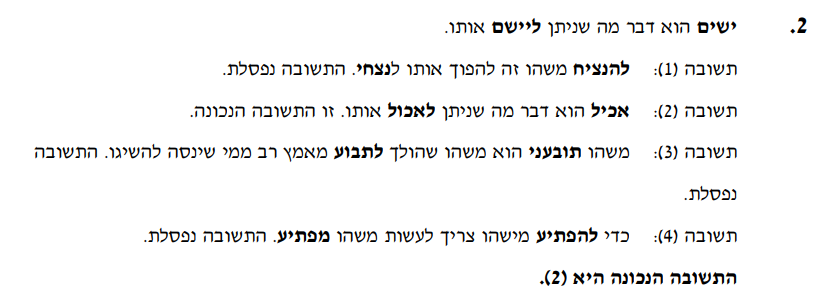 2. ישים הוא דבר מה שניתן ליישם אותו.
תשובה (1): להנציח משהו זה להפוך אותו לנצחי. התשובה נפסלת.
תשובה (2): אכיל הוא דבר מה שניתן לאכול אותו. זו התשובה הנכונה.
תשובה (3): משהו תובעני הוא משהו שהולך לתבוע מאמץ רב ממי שינסה להשיגו. התשובה
נפסלת.
תשובה (4): כדי להפתיע מישהו צריך לעשות משהו מפתיע. התשובה נפסלת.
התשובה הנכונה היא (2).